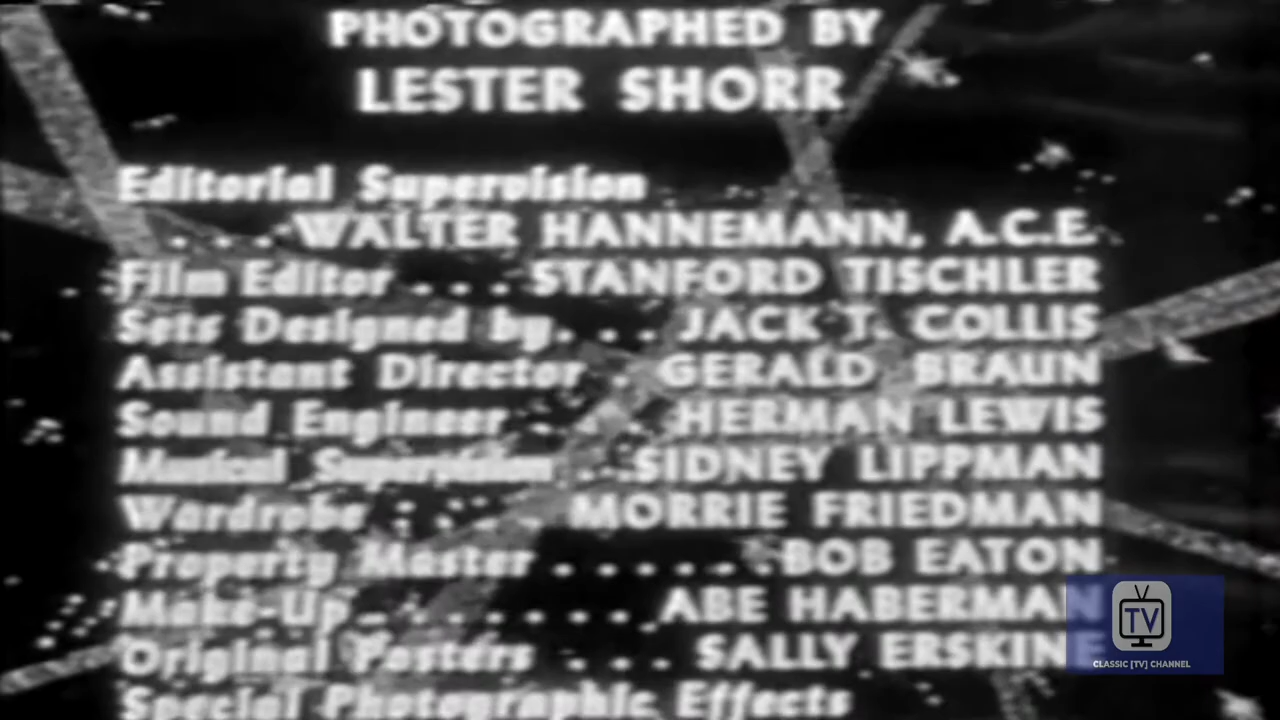 PHOTOGRAPHED BY
LESTER SHORR
Editorial Supervision
. . . . WALTER HANNEMANN, A.C.E.
Film Editor . . . STANFORD TISCHLER
Sets Designed by. . . JACK T. COLLIS
Assistant Director . GERALD BRAUN
Sound Engineer . . . HERMAN LEWIS
Musical Supervision . . SIDNEY LIPPMAN
Wardrobe . . . . MORRIE FRIEDMAN
Property Master . . . . . . BOB EATON
Make-Up . . . . . . . ABE HABERMAN
Original Posters . . . SALLY ERSKINE
Special Photographic Effects
TV
CLASSIC [TV] CHANNEL